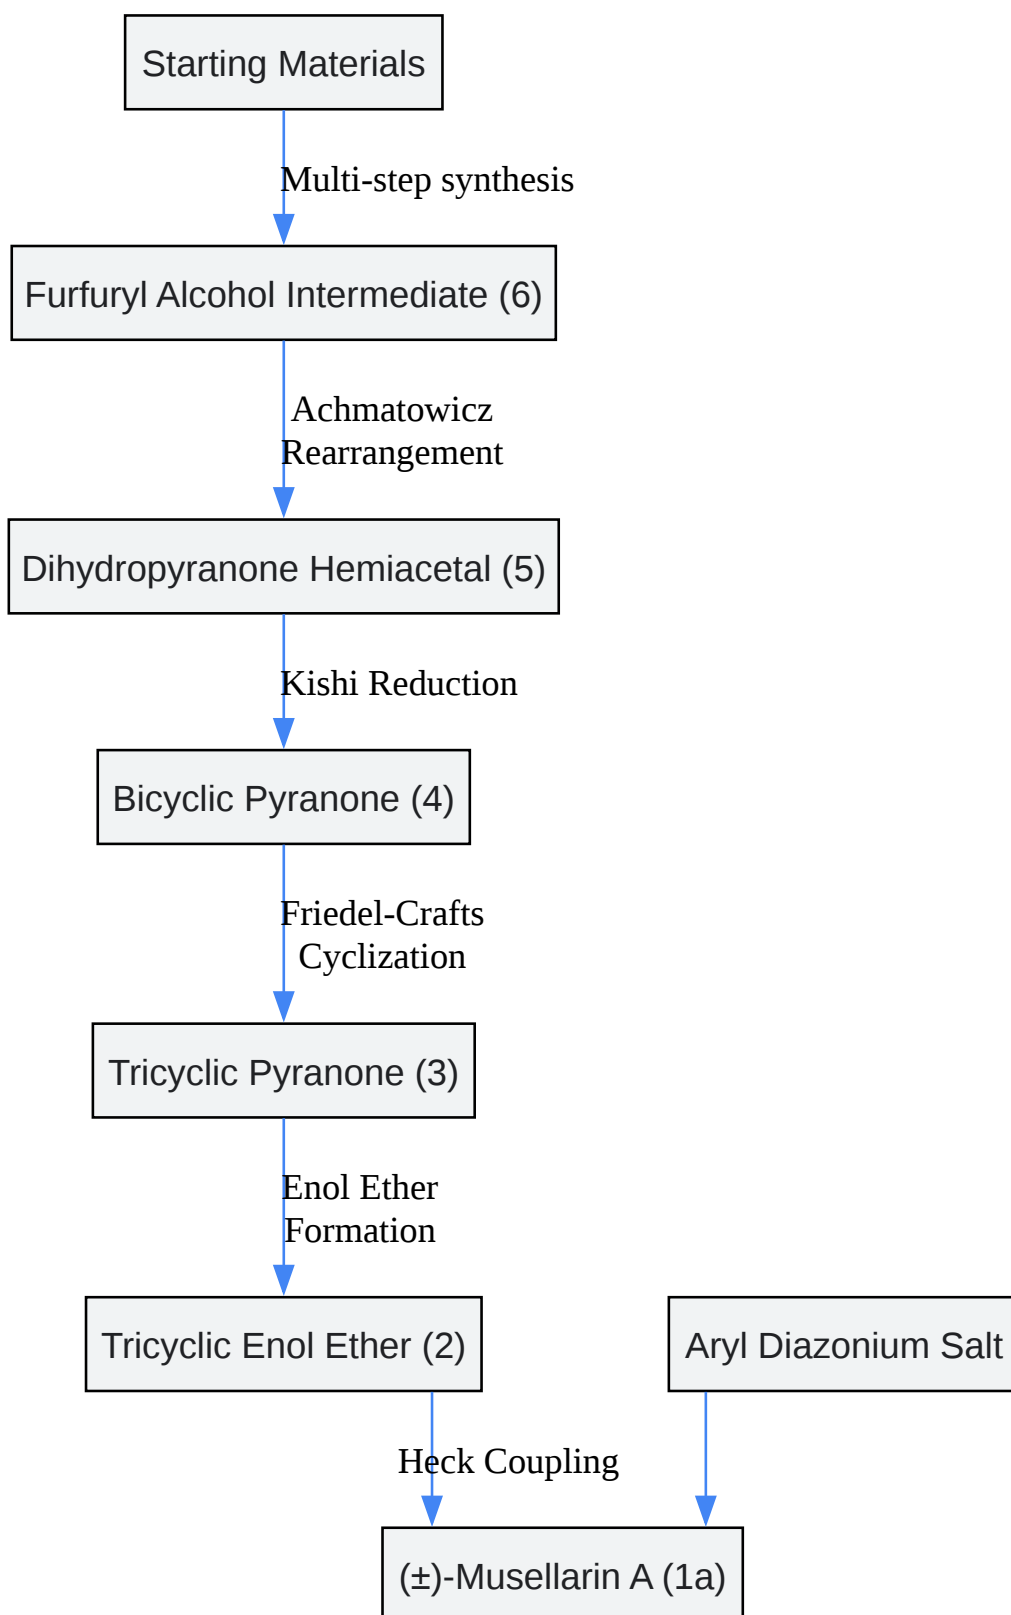 Starting Materials
Multi-step synthesis
Furfuryl Alcohol Intermediate (6)
Achmatowicz
Rearrangement
Dihydropyranone Hemiacetal (5)
Kishi Reduction
Bicyclic Pyranone (4)
Friedel-Crafts
Cyclization
Tricyclic Pyranone (3)
Enol Ether
Formation
Tricyclic Enol Ether (2)
Aryl Diazonium Salt
Heck Coupling
(±)-Musellarin A (1a)